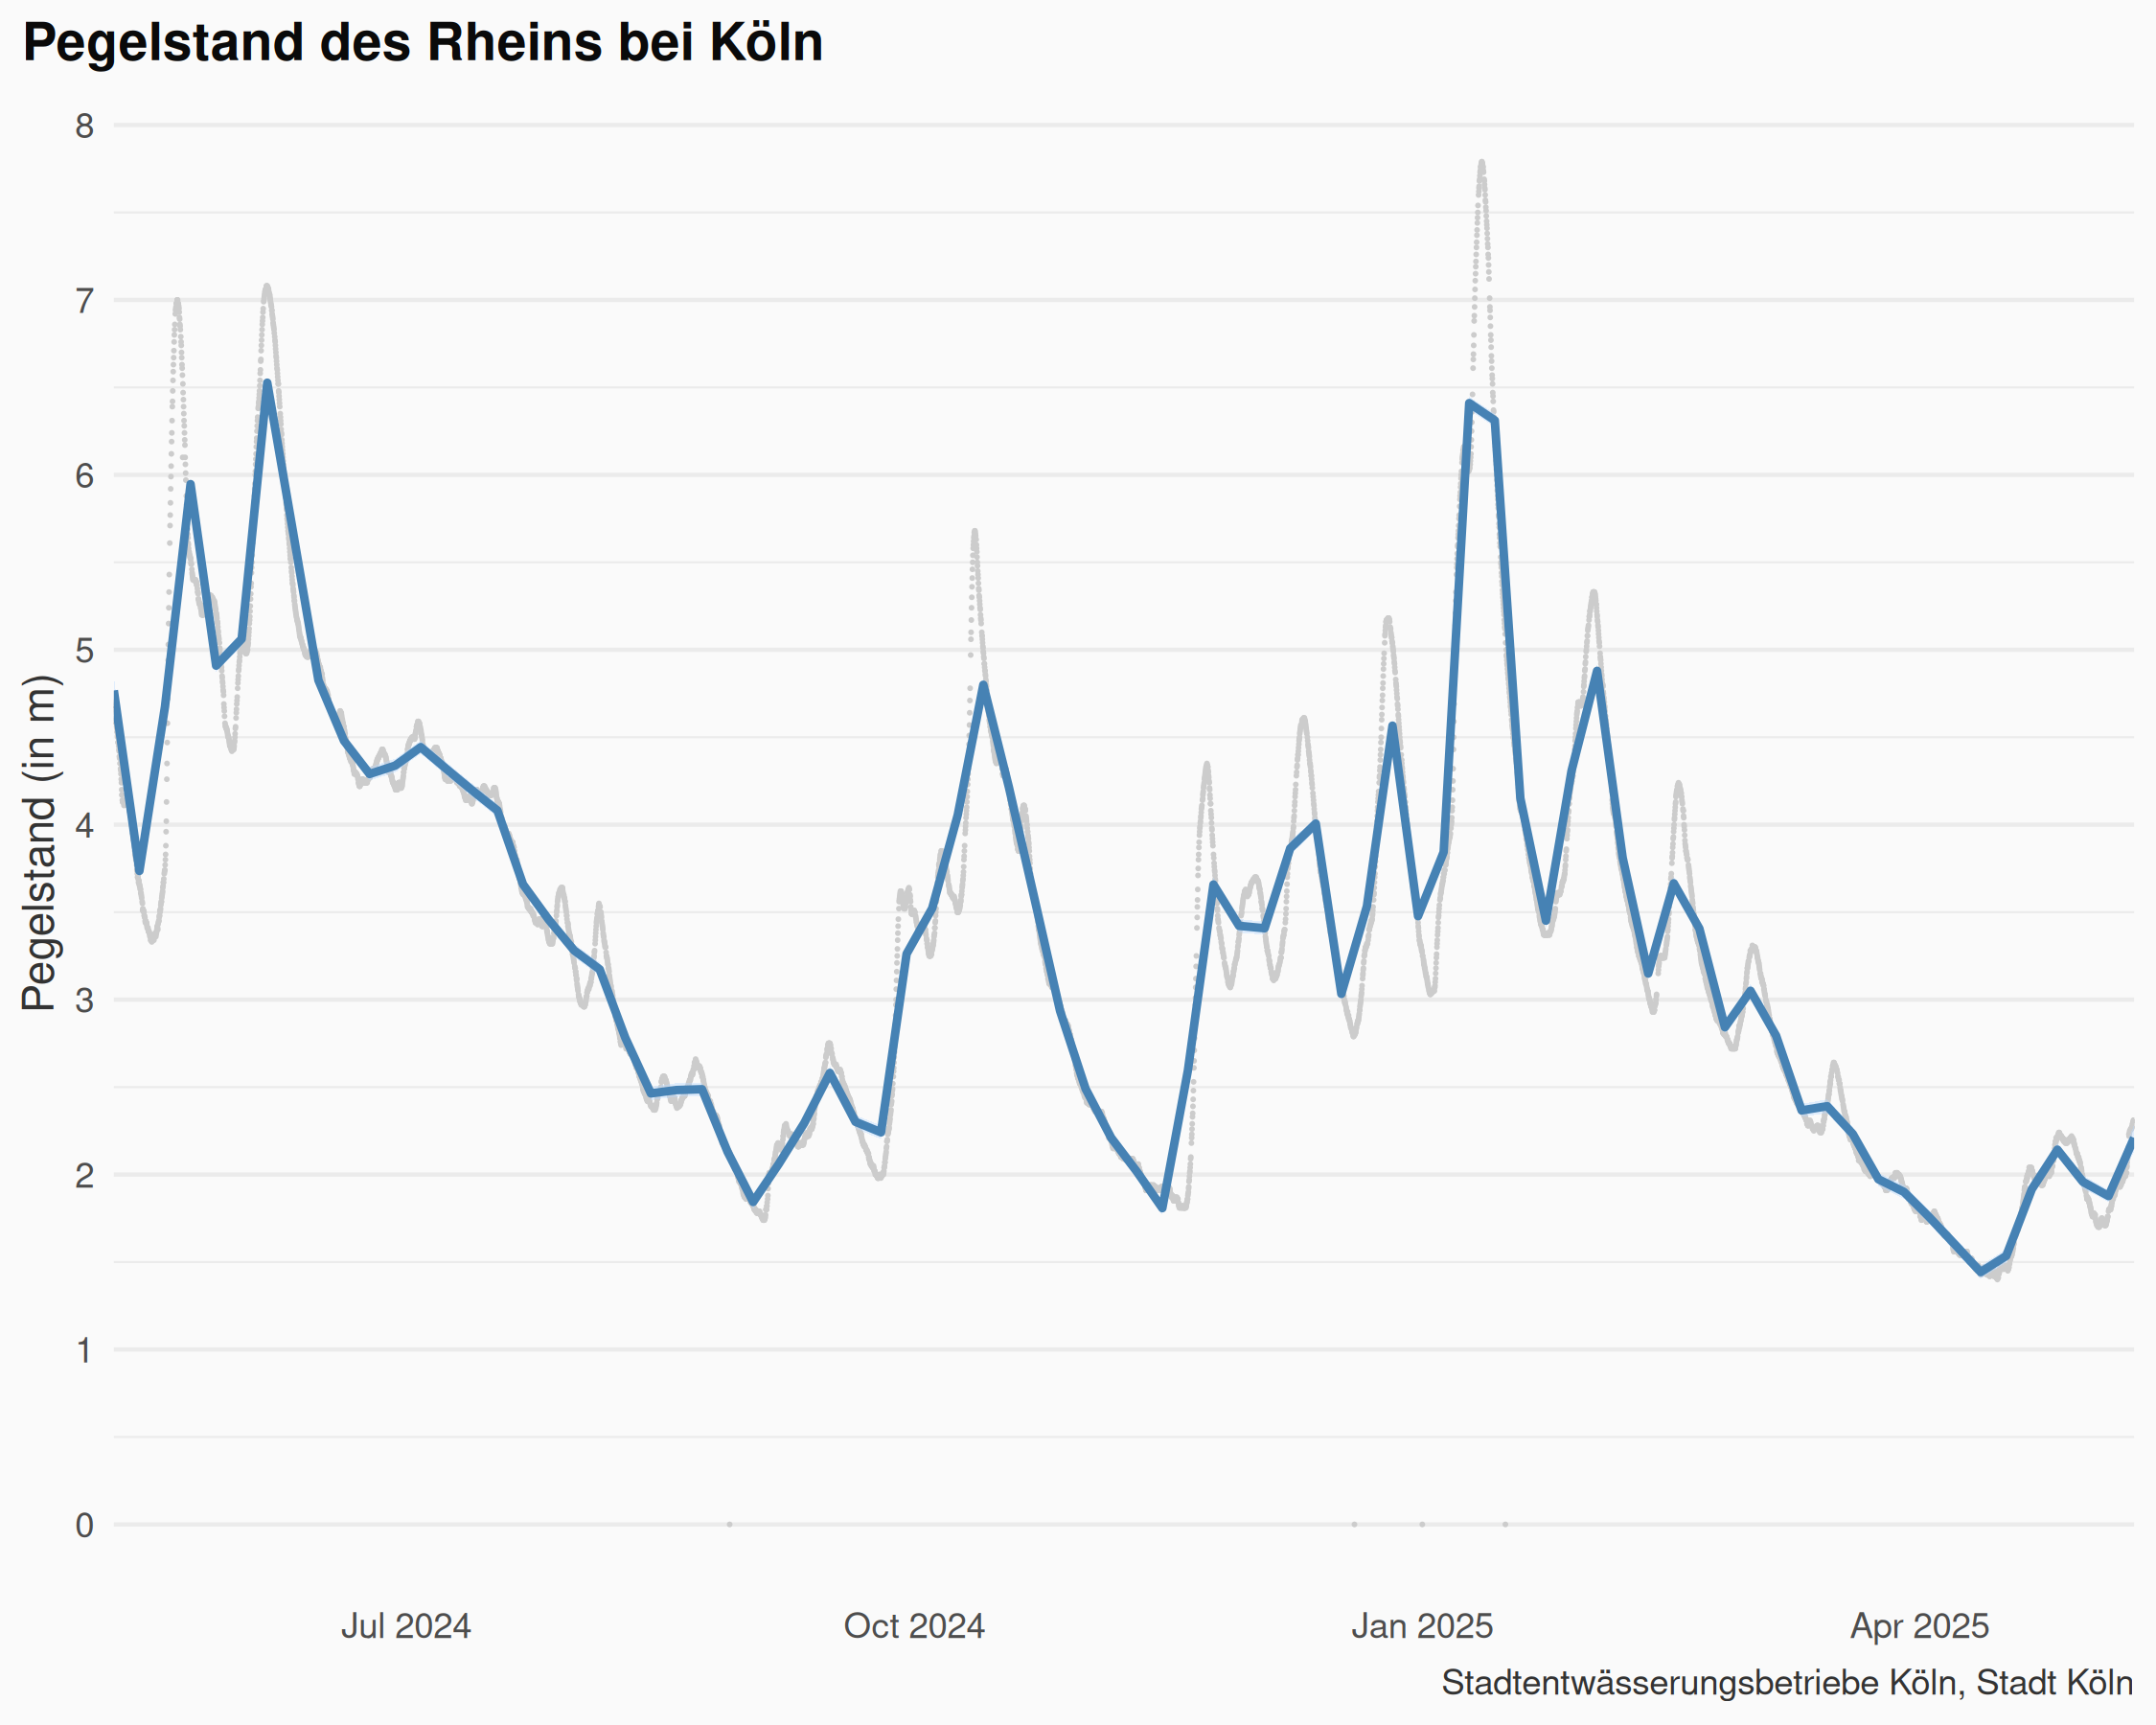 Pegelstand des Rheins bei Köln
8
7
6
5
4
3
2
1
0
Pegelstand (in m)
Jul 2024 Oct 2024 Jan 2025 Apr 2025
Stadtentwässerungsbetriebe Köln, Stadt Köln